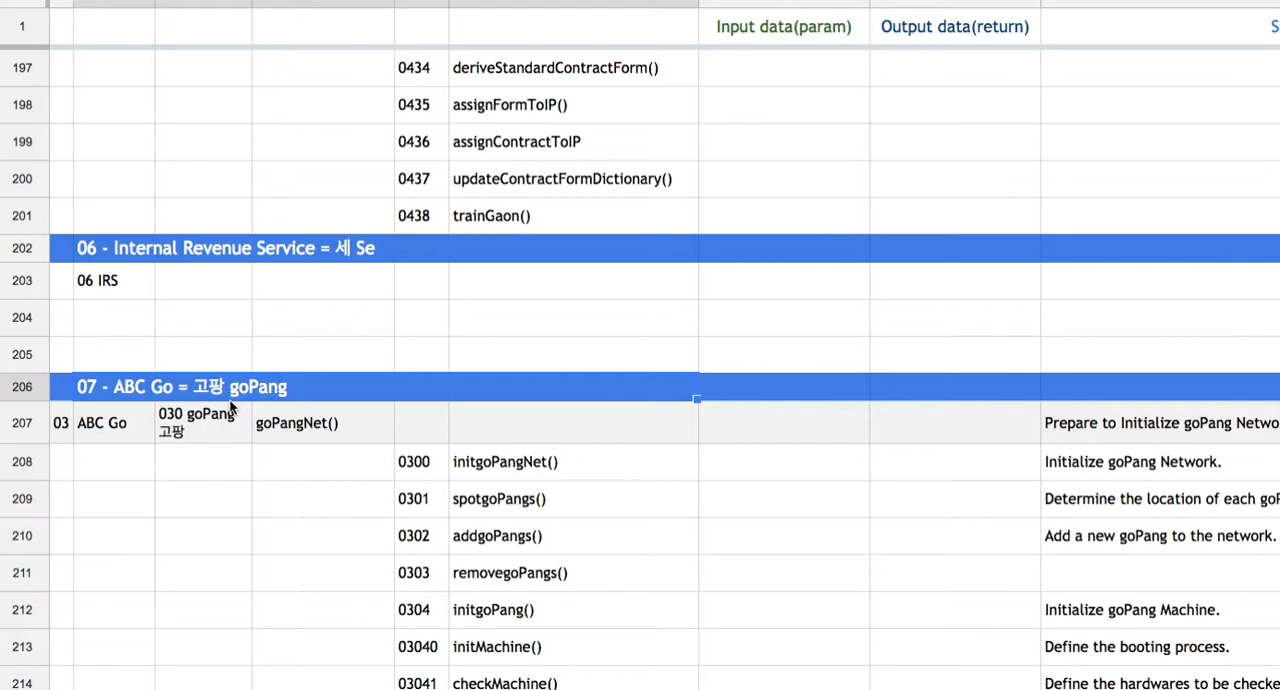 1 Input data(param) Output data(return) S
197 0434 deriveStandardContractForm()
198 0435 assignFormToIP()
199 0436 assignContractToIP
200 0437 updateContractFormDictionary()
201 0438 trainGaon()
202 06 - Internal Revenue Service = 세 Se
203 06 IRS
204
205
206 07 - ABC Go = 고팡 goPang
207 03 ABC Go 030 goPang 고팡 goPangNet() Prepare to Initialize goPang Netwo
208 0300 initgoPangNet() Initialize goPang Network.
209 0301 spotgoPangs() Determine the location of each goP
210 0302 addgoPangs() Add a new goPang to the network.
211 0303 removegoPangs()
212 0304 initgoPang() Initialize goPang Machine.
213 03040 initMachine() Define the booting process.
214 03041 checkMachine() Define the hardwares to be checke